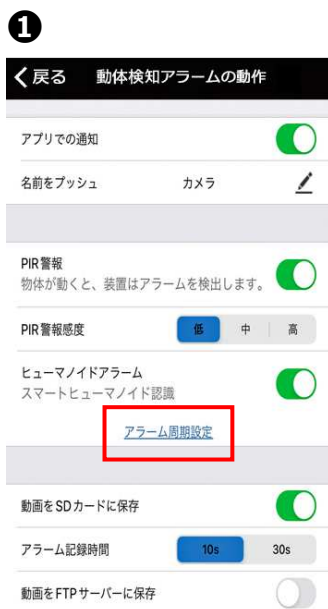 ❶
戻る 動体検知アラームの動作
アプリでの通知
名前をプッシュ カメラ
PIR警報
物体が動くと、装置はアラームを検出します。
PIR警報感度 低 中 高
ヒューマノイドアラーム
スマートヒューマノイド認識
アラーム周期設定
動画をSDカードに保存
アラーム記録時間 10s 30s
動画をFTPサーバーに保存